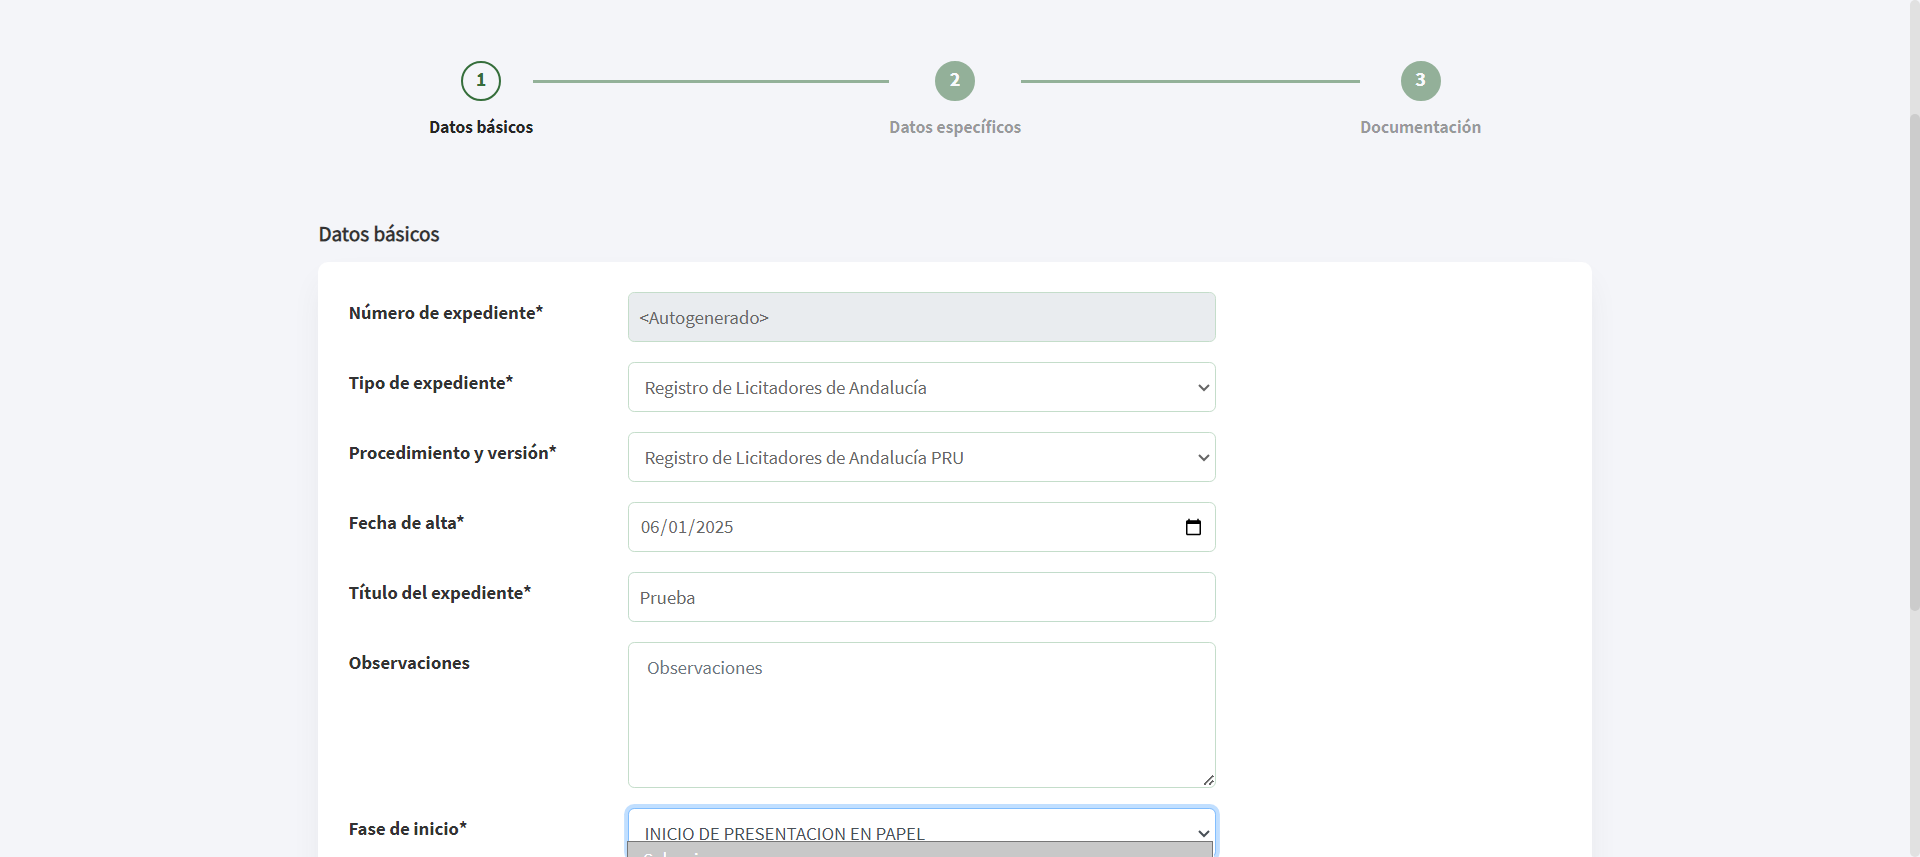 1
2
3
Datos básicos
Datos específicos
Documentación
Datos básicos
Número de expediente*
<Autogenerado>
Tipo de expediente*
Registro de Licitadores de Andalucía
Procedimiento y versión*
Registro de Licitadores de Andalucía PRU
Fecha de alta*
06/01/2025
Título del expediente*
Prueba
Observaciones
Observaciones
Fase de inicio*
INICIO DE PRESENTACION EN PAPEL